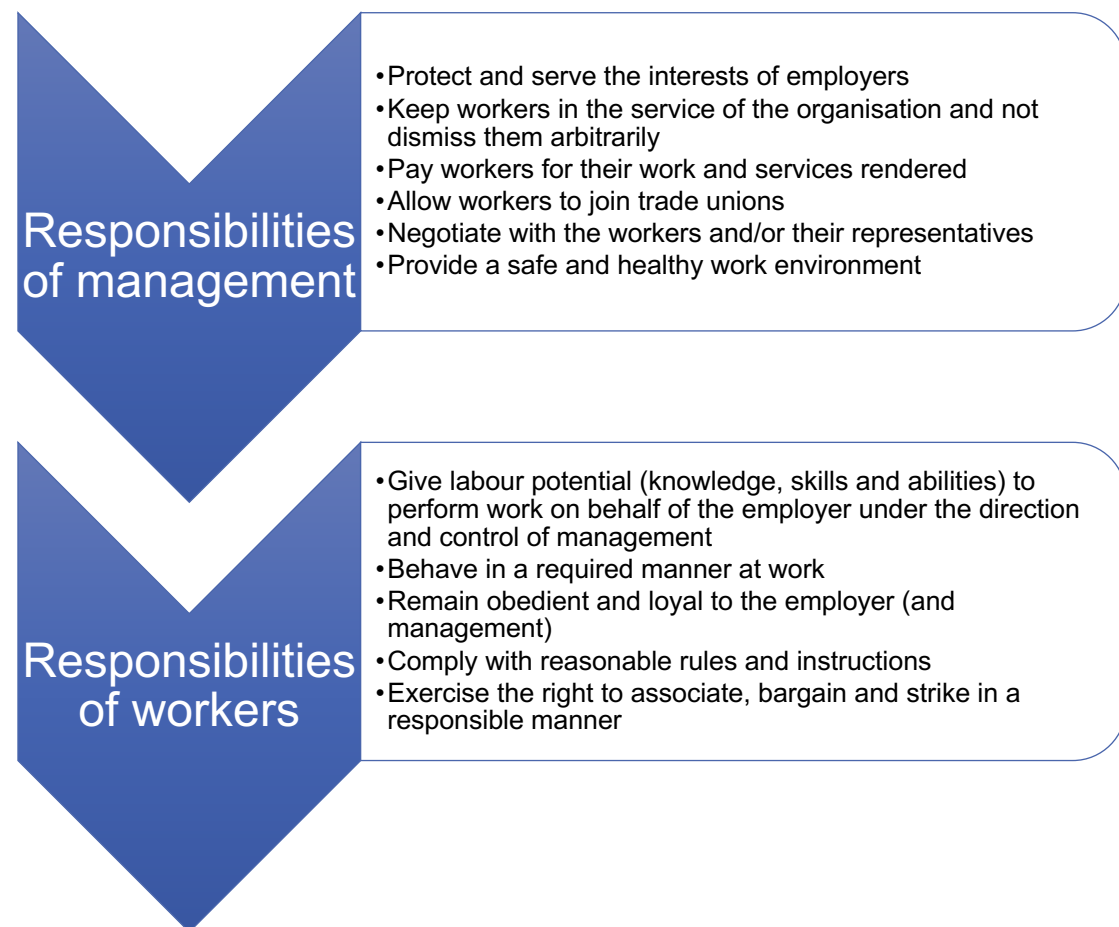 Responsibilities
of management
•Protect and serve the interests of employers
•Keep workers in the service of the organisation and not
dismiss them arbitrarily
•Pay workers for their work and services rendered
•Allow workers to join trade unions
•Negotiate with the workers and/or their representatives
•Provide a safe and healthy work environment
Responsibilities
of workers
•Give labour potential (knowledge, skills and abilities) to
perform work on behalf of the employer under the direction
and control of management
•Behave in a required manner at work
•Remain obedient and loyal to the employer (and
management)
•Comply with reasonable rules and instructions
•Exercise the right to associate, bargain and strike in a
responsible manner